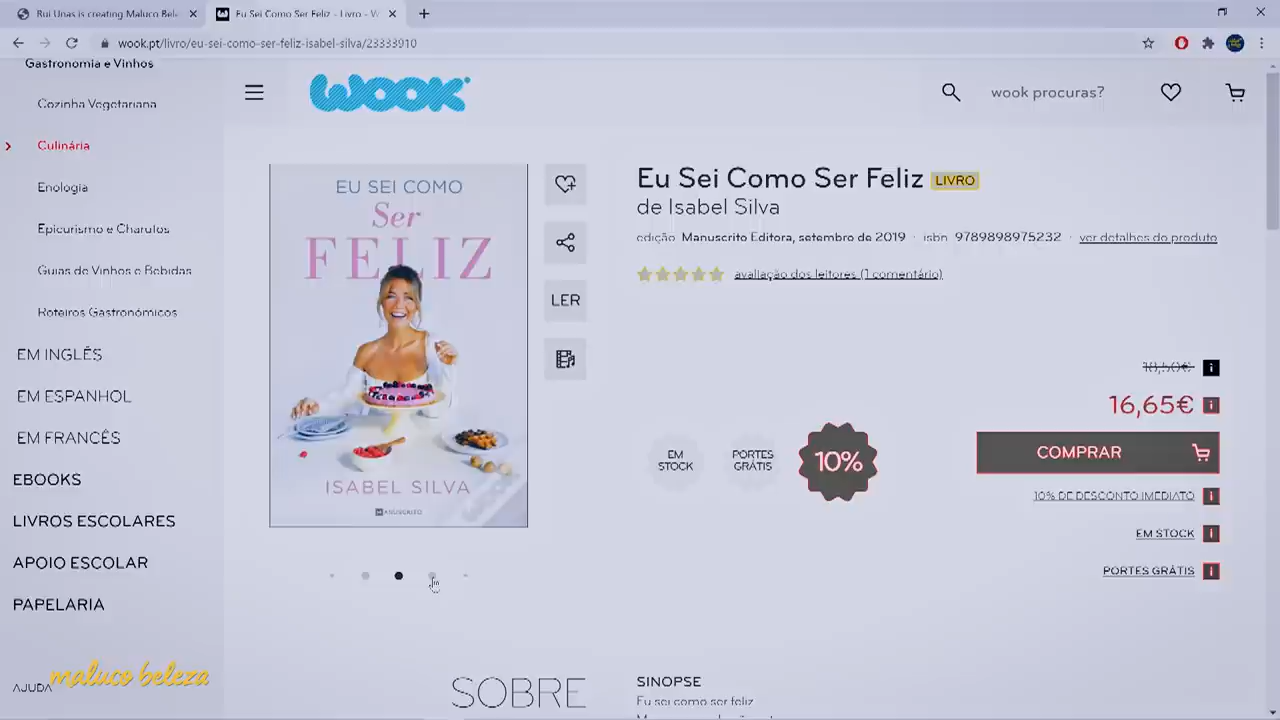 Rui Unas is creating Maluco Bele
Eu Sei Como Ser Feliz - Livro - W
wook.pt/livro/eu-sei-como-ser-feliz-isabel-silva/23333910
Gastronomia e Vinhos
Cozinha Vegetariana
Culinária
Enologia
Epicurismo e Charutos
Guias de Vinhos e Bebidas
Roteiros Gastronómicos
EM INGLÊS
EM ESPANHOL
EM FRANCÊS
EBOOKS
LIVROS ESCOLARES
APOIO ESCOLAR
PAPELARIA
AJUDA
maluco beleza
WOOK
wook procuras?
EU SEI COMO
Ser
FELIZ
ISABEL SILVA
MANUSCRITO
LER
Eu Sei Como Ser Feliz LIVRO
de Isabel Silva
edição Manuscrito Editora, setembro de 2019 · isbn 9789898975232 · ver detalhes do produto
avaliação dos leitores (1 comentário)
18,50€
16,65€
EM
STOCK
PORTES
GRÁTIS
10%
COMPRAR
10% DE DESCONTO IMEDIATO
EM STOCK
PORTES GRÁTIS
SOBRE
SINOPSE
Eu sei como ser feliz